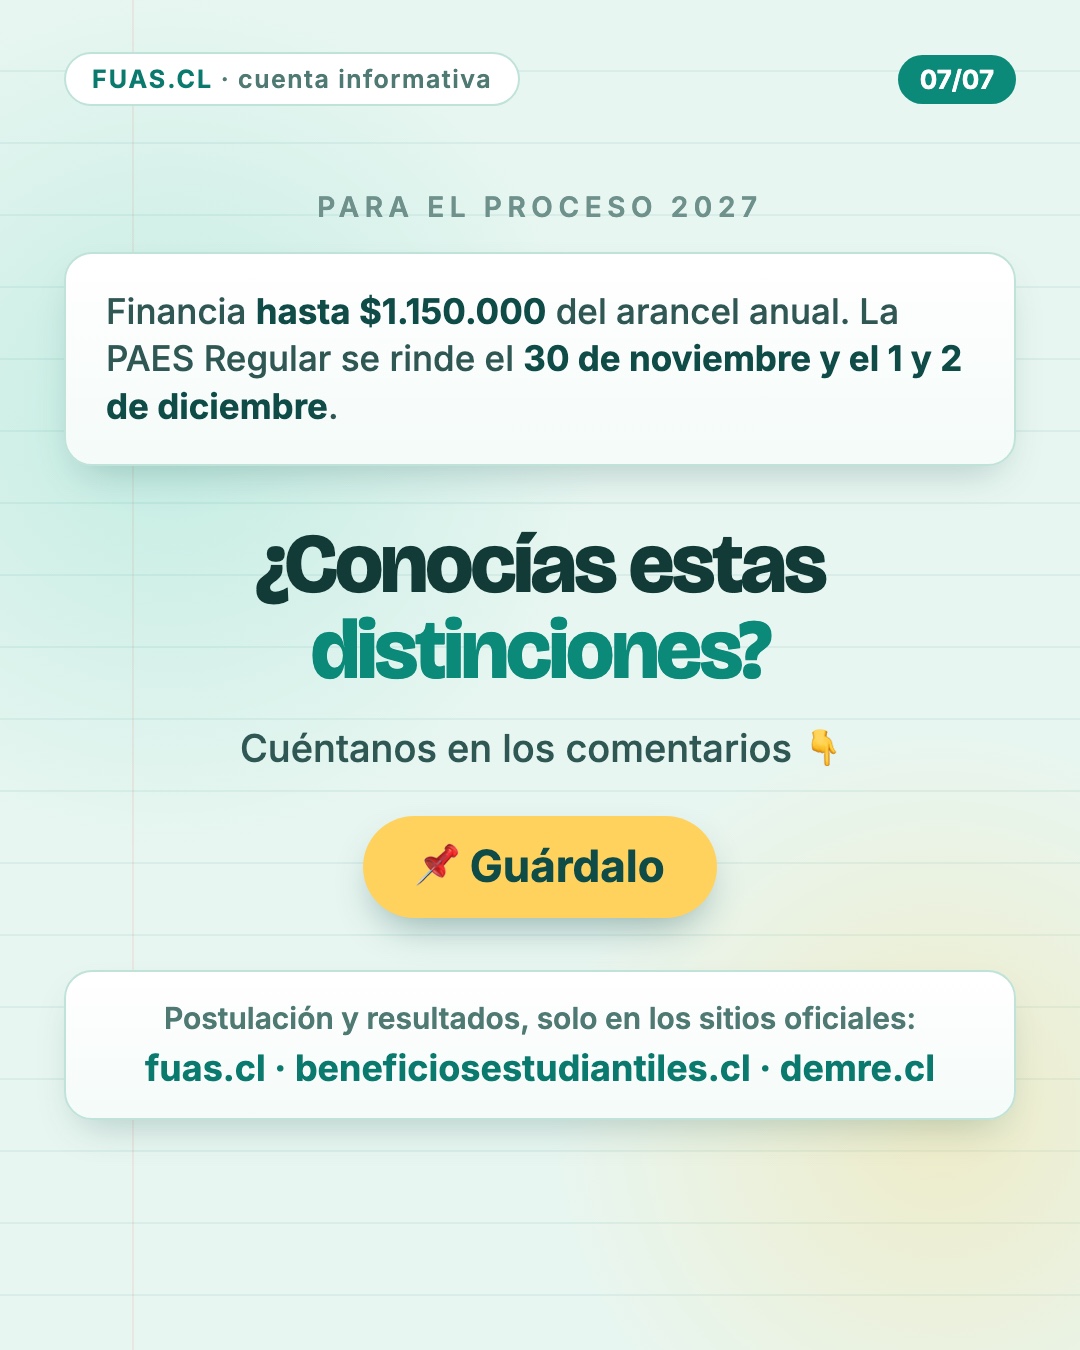 FUAS.CL · cuenta informativa
07/07
PARA EL PROCESO 2027
Financia hasta $1.150.000 del arancel anual. La
PAES Regular se rinde el 30 de noviembre y el 1 y 2
de diciembre.
¿Conocías estas
distinciones?
Cuéntanos en los comentarios 👇
📌 Guárdalo
Postulación y resultados, solo en los sitios oficiales:
fuas.cl · beneficiosestudiantiles.cl · demre.cl